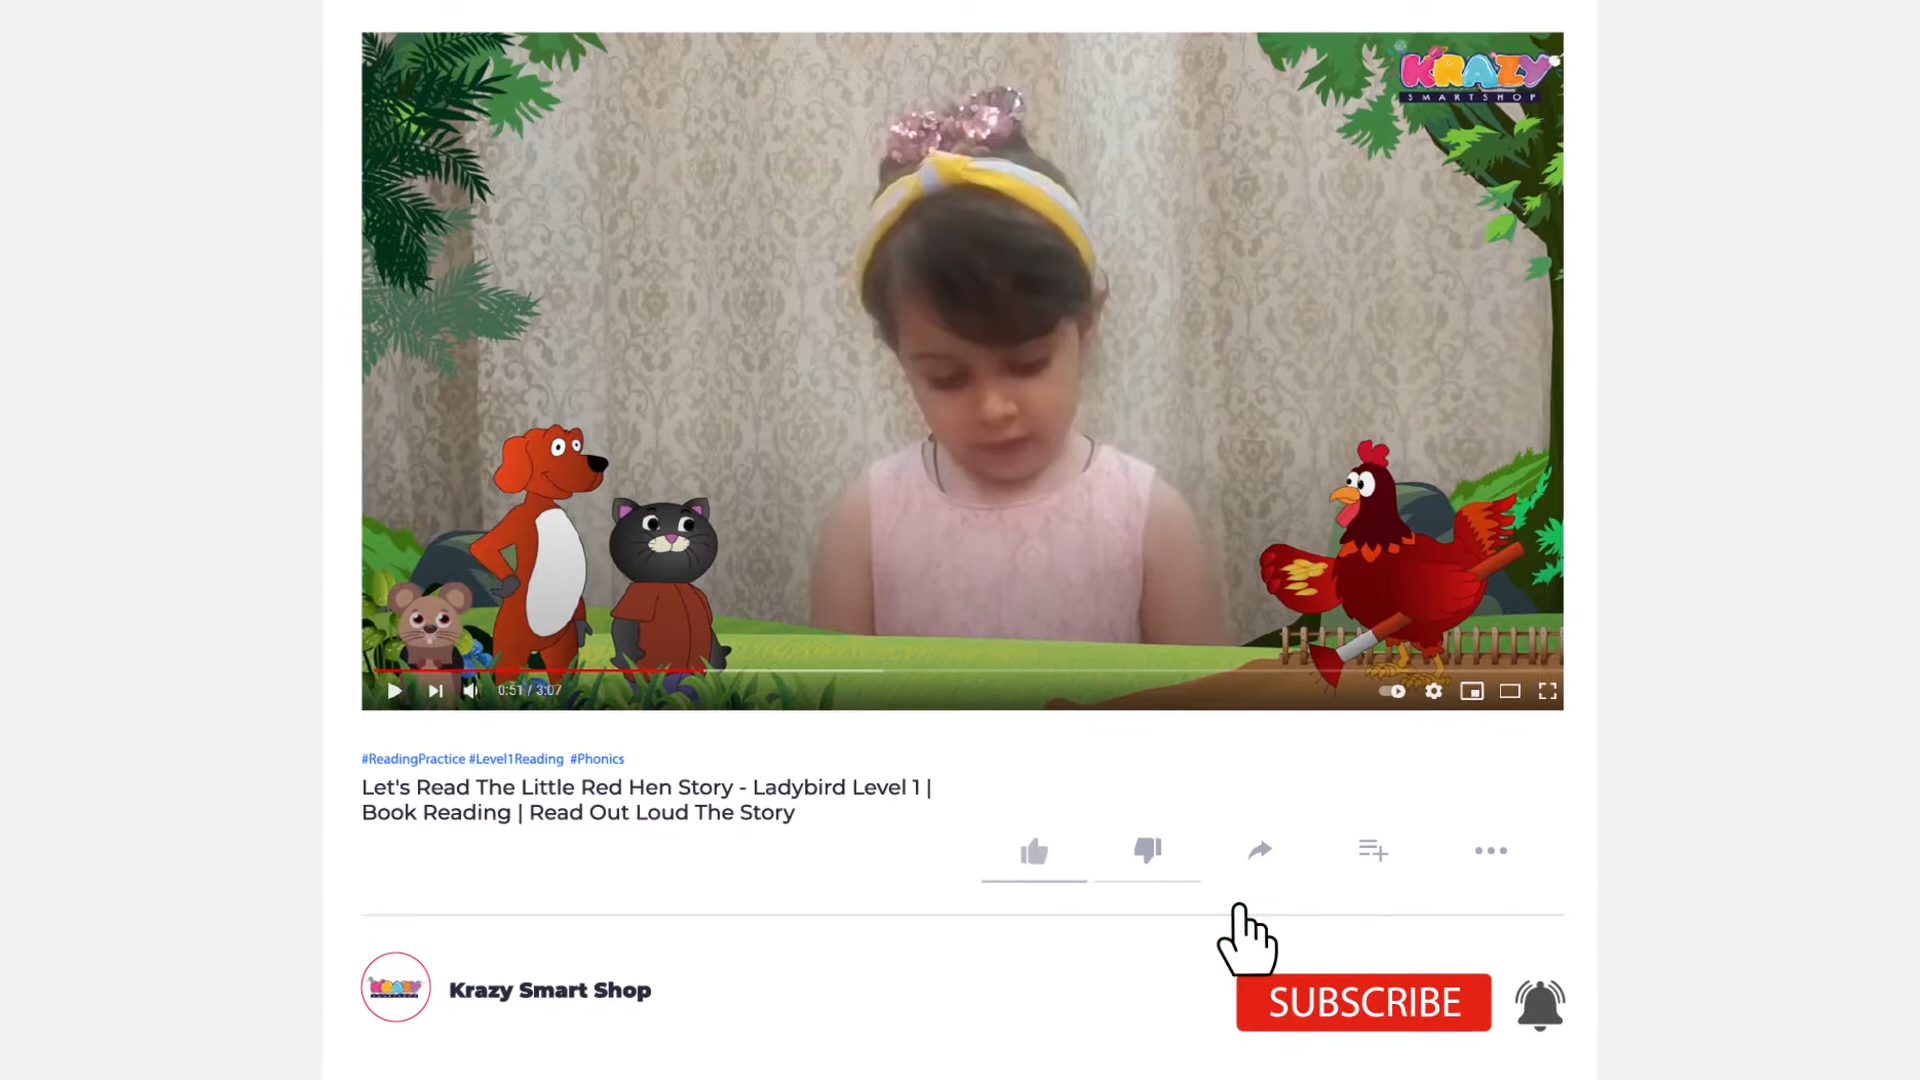 KRAZY
SMARTSHOP
0:51 / 3:07
#ReadingPractice #Level1Reading #Phonics
Let's Read The Little Red Hen Story - Ladybird Level 1 |
Book Reading | Read Out Loud The Story
KRAZY
Krazy Smart Shop
SUBSCRIBE